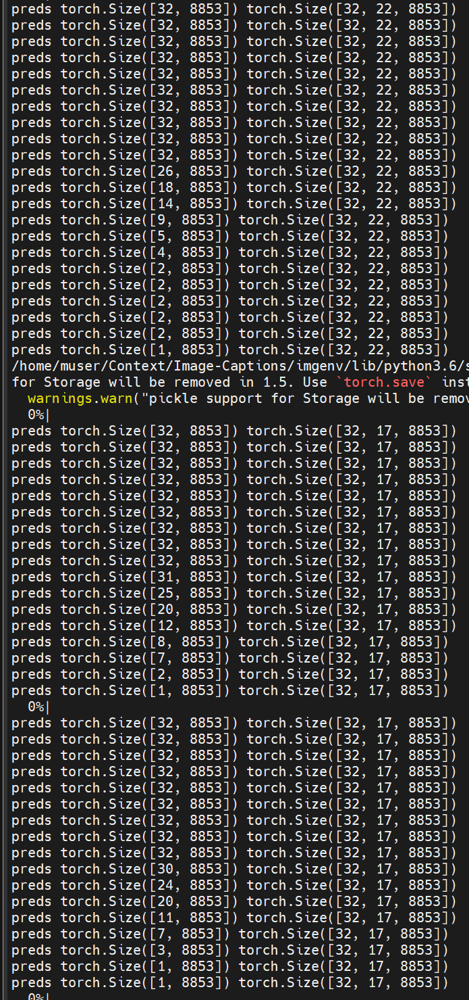 preds torch.Size([32, 8853]) torch.Size([32, 22, 8853])
preds torch.Size([32, 8853]) torch.Size([32, 22, 8853])
preds torch.Size([32, 8853]) torch.Size([32, 22, 8853])
preds torch.Size([32, 8853]) torch.Size([32, 22, 8853])
preds torch.Size([32, 8853]) torch.Size([32, 22, 8853])
preds torch.Size([32, 8853]) torch.Size([32, 22, 8853])
preds torch.Size([32, 8853]) torch.Size([32, 22, 8853])
preds torch.Size([32, 8853]) torch.Size([32, 22, 8853])
preds torch.Size([32, 8853]) torch.Size([32, 22, 8853])
preds torch.Size([32, 8853]) torch.Size([32, 22, 8853])
preds torch.Size([26, 8853]) torch.Size([32, 22, 8853])
preds torch.Size([18, 8853]) torch.Size([32, 22, 8853])
preds torch.Size([14, 8853]) torch.Size([32, 22, 8853])
preds torch.Size([9, 8853]) torch.Size([32, 22, 8853])
preds torch.Size([5, 8853]) torch.Size([32, 22, 8853])
preds torch.Size([4, 8853]) torch.Size([32, 22, 8853])
preds torch.Size([2, 8853]) torch.Size([32, 22, 8853])
preds torch.Size([2, 8853]) torch.Size([32, 22, 8853])
preds torch.Size([2, 8853]) torch.Size([32, 22, 8853])
preds torch.Size([2, 8853]) torch.Size([32, 22, 8853])
preds torch.Size([2, 8853]) torch.Size([32, 22, 8853])
preds torch.Size([1, 8853]) torch.Size([32, 22, 8853])
/home/muser/Context/Image-Captions/imgenv/lib/python3.6/s
for Storage will be removed in 1.5. Use `torch.save` inst
warnings.warn("pickle support for Storage will be remov
0%|
preds torch.Size([32, 8853]) torch.Size([32, 17, 8853])
preds torch.Size([32, 8853]) torch.Size([32, 17, 8853])
preds torch.Size([32, 8853]) torch.Size([32, 17, 8853])
preds torch.Size([32, 8853]) torch.Size([32, 17, 8853])
preds torch.Size([32, 8853]) torch.Size([32, 17, 8853])
preds torch.Size([32, 8853]) torch.Size([32, 17, 8853])
preds torch.Size([32, 8853]) torch.Size([32, 17, 8853])
preds torch.Size([32, 8853]) torch.Size([32, 17, 8853])
preds torch.Size([32, 8853]) torch.Size([32, 17, 8853])
preds torch.Size([31, 8853]) torch.Size([32, 17, 8853])
preds torch.Size([25, 8853]) torch.Size([32, 17, 8853])
preds torch.Size([20, 8853]) torch.Size([32, 17, 8853])
preds torch.Size([12, 8853]) torch.Size([32, 17, 8853])
preds torch.Size([8, 8853]) torch.Size([32, 17, 8853])
preds torch.Size([7, 8853]) torch.Size([32, 17, 8853])
preds torch.Size([2, 8853]) torch.Size([32, 17, 8853])
preds torch.Size([1, 8853]) torch.Size([32, 17, 8853])
0%|
preds torch.Size([32, 8853]) torch.Size([32, 17, 8853])
preds torch.Size([32, 8853]) torch.Size([32, 17, 8853])
preds torch.Size([32, 8853]) torch.Size([32, 17, 8853])
preds torch.Size([32, 8853]) torch.Size([32, 17, 8853])
preds torch.Size([32, 8853]) torch.Size([32, 17, 8853])
preds torch.Size([32, 8853]) torch.Size([32, 17, 8853])
preds torch.Size([32, 8853]) torch.Size([32, 17, 8853])
preds torch.Size([32, 8853]) torch.Size([32, 17, 8853])
preds torch.Size([32, 8853]) torch.Size([32, 17, 8853])
preds torch.Size([30, 8853]) torch.Size([32, 17, 8853])
preds torch.Size([24, 8853]) torch.Size([32, 17, 8853])
preds torch.Size([20, 8853]) torch.Size([32, 17, 8853])
preds torch.Size([11, 8853]) torch.Size([32, 17, 8853])
preds torch.Size([7, 8853]) torch.Size([32, 17, 8853])
preds torch.Size([3, 8853]) torch.Size([32, 17, 8853])
preds torch.Size([1, 8853]) torch.Size([32, 17, 8853])
preds torch.Size([1, 8853]) torch.Size([32, 17, 8853])
0%|